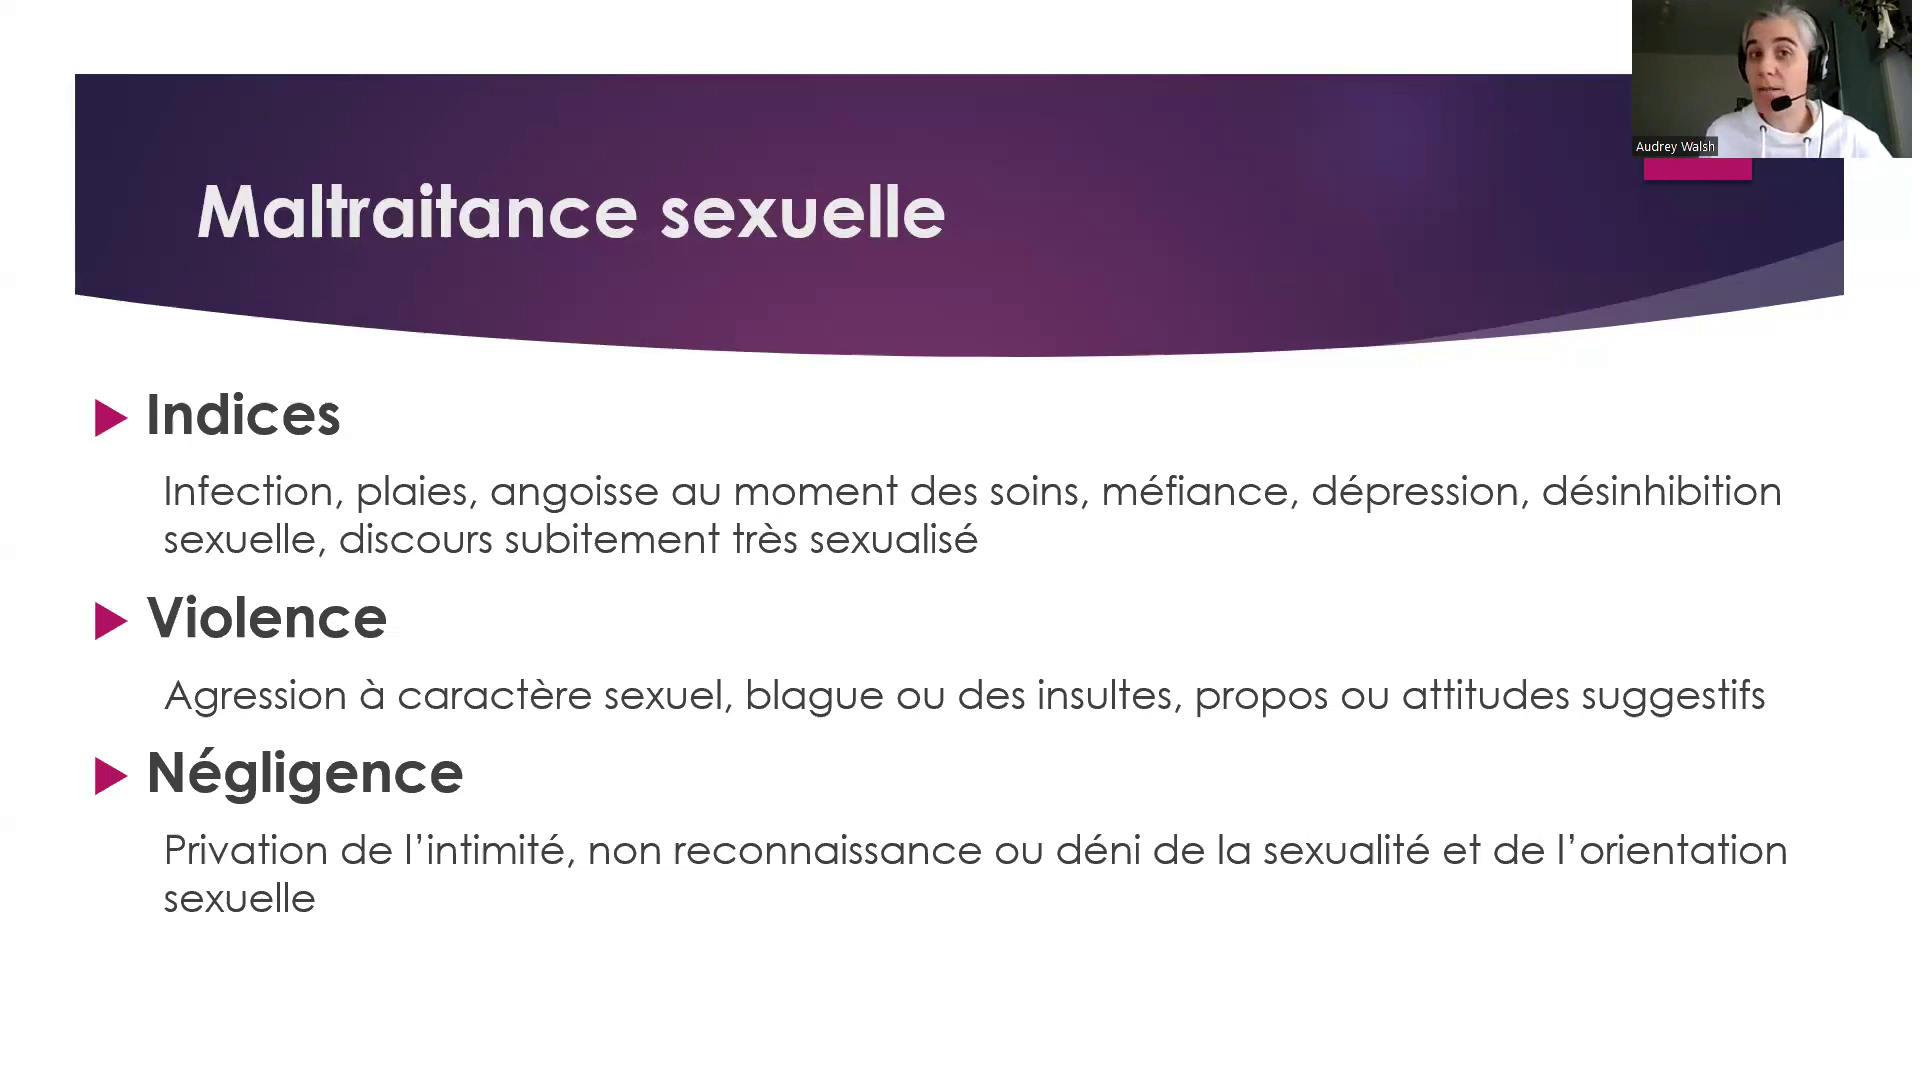 Audrey Walsh
Maltraitance sexuelle
Indices
Infection, plaies, angoisse au moment des soins, méfiance, dépression, désinhibition
sexuelle, discours subitement très sexualisé
Violence
Agression à caractère sexuel, blague ou des insultes, propos ou attitudes suggestifs
Négligence
Privation de l’intimité, non reconnaissance ou déni de la sexualité et de l’orientation
sexuelle